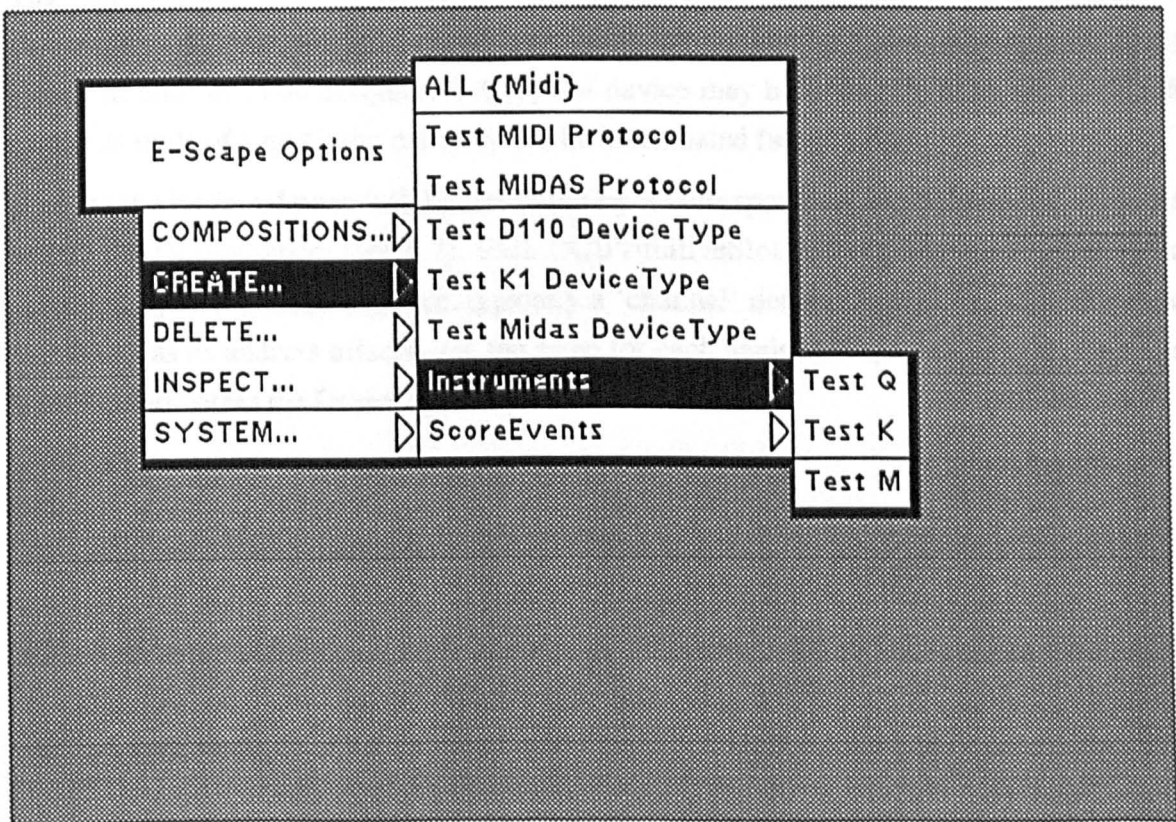 E-Scape Options
COMPOSITIONS...
CREATE...
DELETE...
INSPECT...
SYSTEM...
ALL {Midi}
Test MIDI Protocol
Test MIDAS Protocol
Test D110 DeviceType
Test K1 DeviceType
Test Midas DeviceType
Instruments
ScoreEvents
Test Q
Test K
Test M